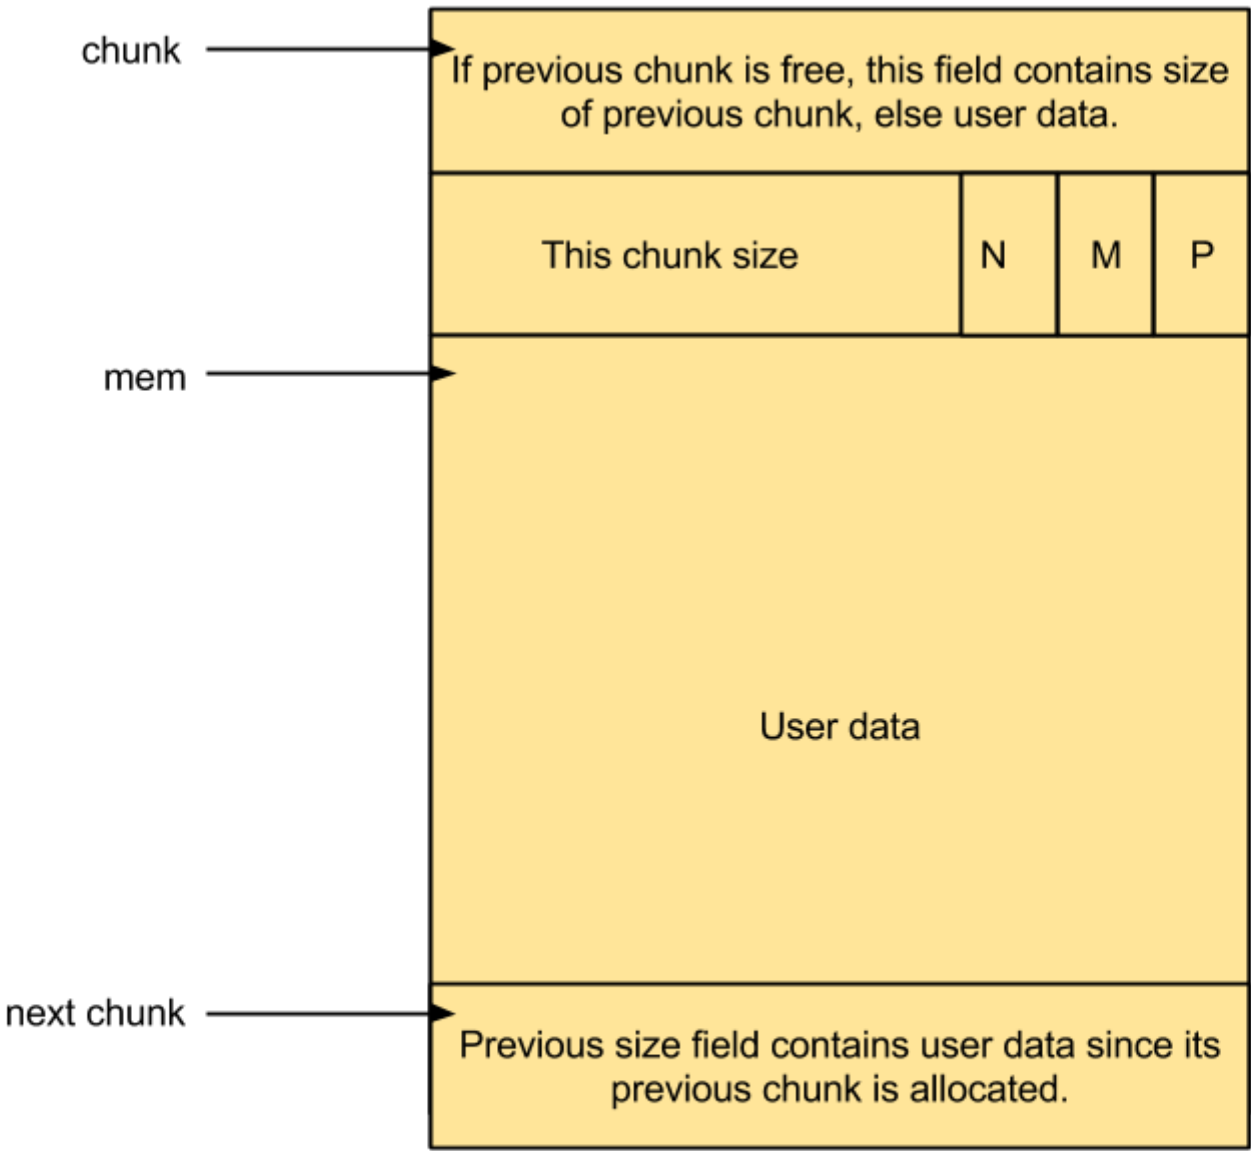 chunk
If previous chunk is free, this field contains size
of previous chunk, else user data.
This chunk size
N
M
P
mem
User data
next chunk
Previous size field contains user data since its
previous chunk is allocated.